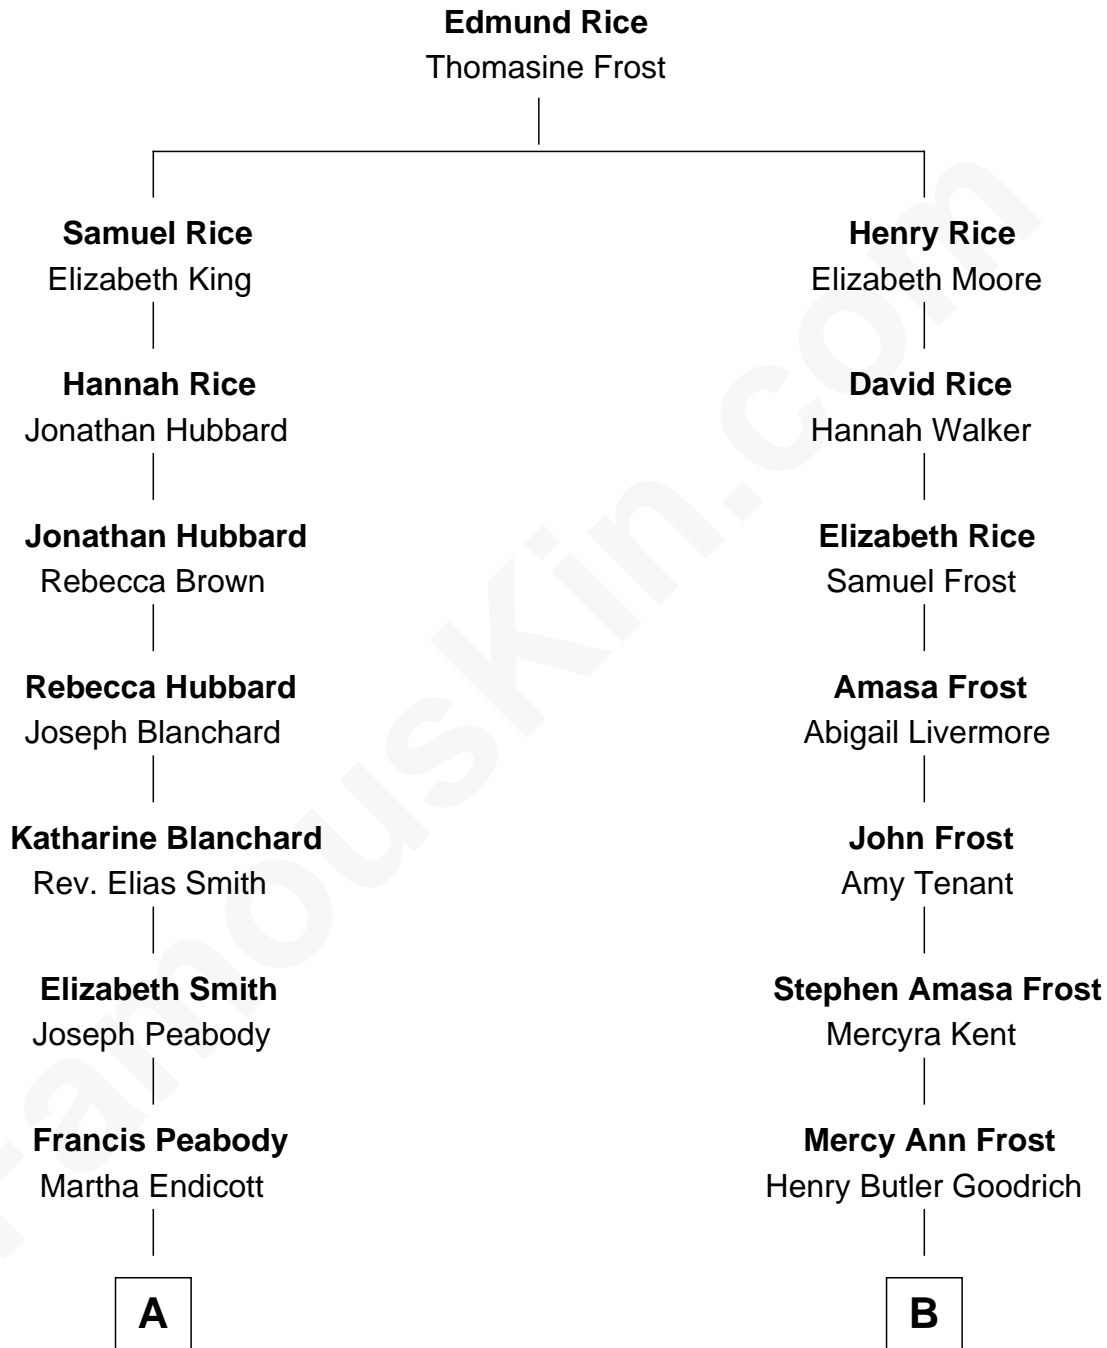 Edmund Rice
Thomasine Frost
Samuel Rice
Elizabeth King
Hannah Rice
Jonathan Hubbard
Jonathan Hubbard
Rebecca Brown
Rebecca Hubbard
Joseph Blanchard
Katharine Blanchard
Rev. Elias Smith
Elizabeth Smith
Joseph Peabody
Francis Peabody
Martha Endicott
A
Henry Rice
Elizabeth Moore
David Rice
Hannah Walker
Elizabeth Rice
Samuel Frost
Amasa Frost
Abigail Livermore
John Frost
Amy Tenant
Stephen Amasa Frost
Mercyra Kent
Mercy Ann Frost
Henry Butler Goodrich
B
FamousKin.com